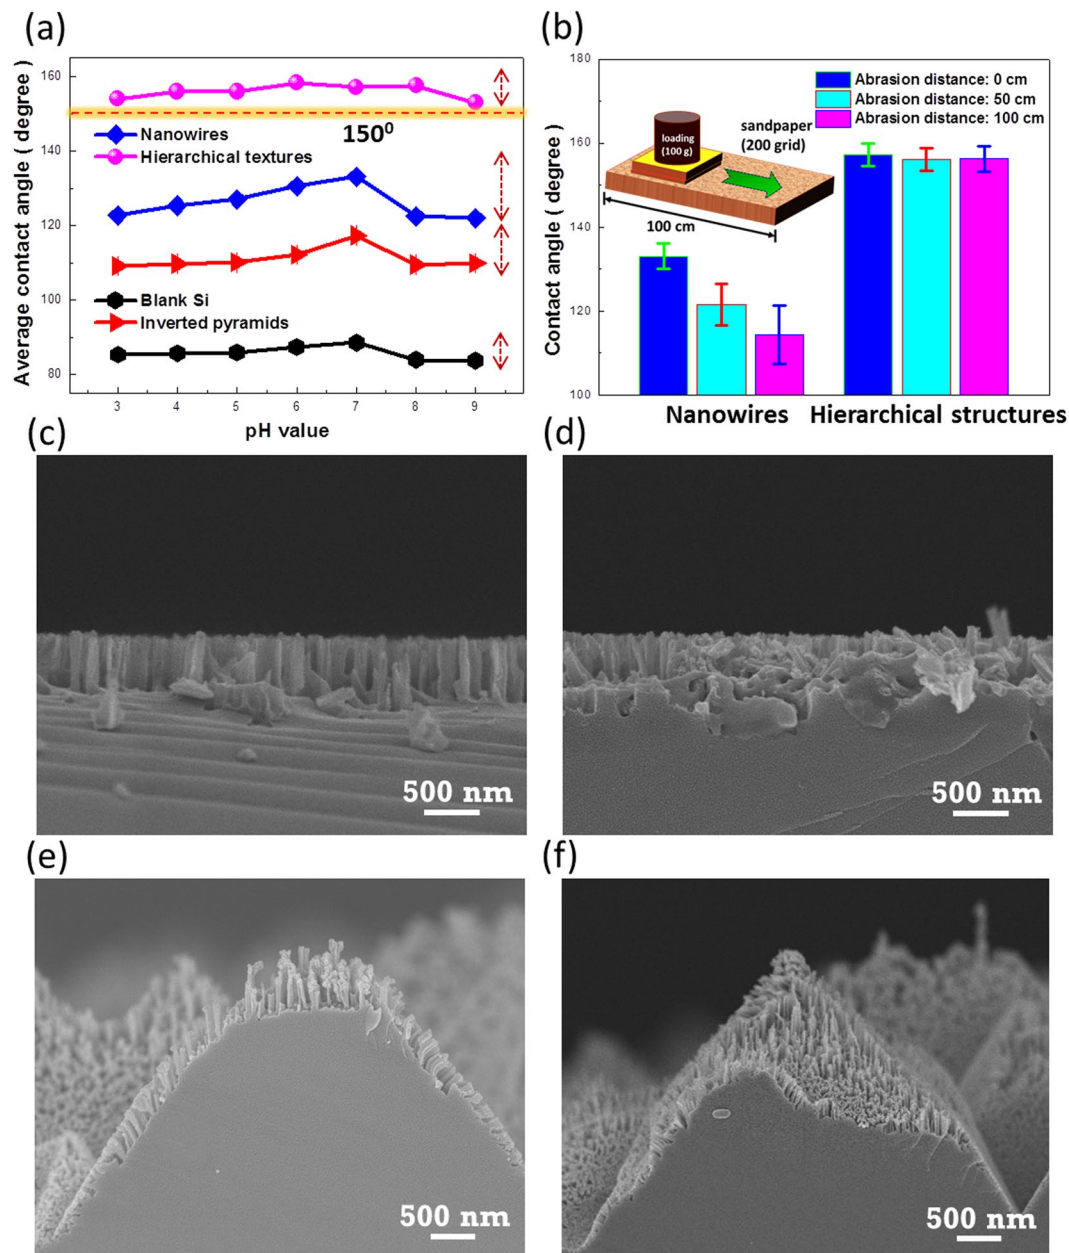 (a)
Average contact angle ( degree )
160
140
120
100
80
150⁰
Nanowires
Hierarchical textures
Blank Si
Inverted pyramids
3 4 5 6 7 8 9
pH value
(b)
Contact angle ( degree )
180
160
140
120
100
Abrasion distance: 0 cm
Abrasion distance: 50 cm
Abrasion distance: 100 cm
loading
(100 g)
sandpaper
(200 grid)
100 cm
Nanowires Hierarchical structures
(c)
500 nm
(d)
500 nm
(e)
500 nm
(f)
500 nm